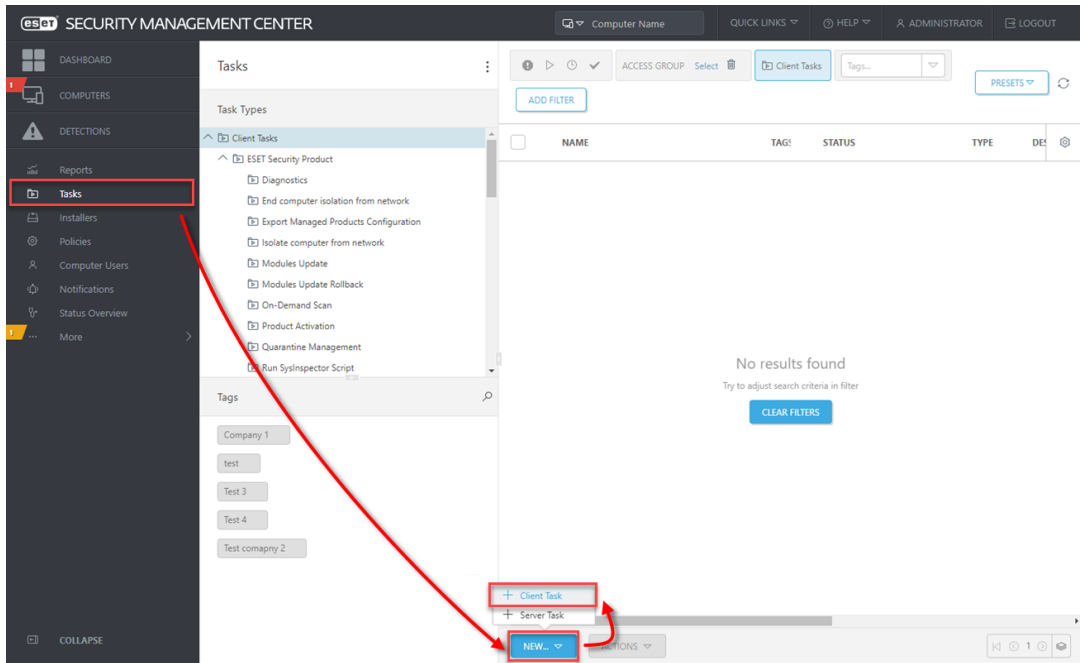 eset SECURITY MANAGEMENT CENTER
Computer Name
QUICK LINKS
HELP
ADMINISTRATOR
LOGOUT
DASHBOARD
1
COMPUTERS
DETECTIONS
Reports
Tasks
Installers
Policies
Computer Users
Notifications
Status Overview
1
More
COLLAPSE
Tasks
Task Types
Client Tasks
ESET Security Product
Diagnostics
End computer isolation from network
Export Managed Products Configuration
Isolate computer from network
Modules Update
Modules Update Rollback
On-Demand Scan
Product Activation
Quarantine Management
Run SysInspector Script
Tags
Company 1
test
Test 3
Test 4
Test comapny 2
ACCESS GROUP Select
Client Tasks
Tags...
PRESETS
ADD FILTER
NAME TAGS STATUS TYPE DES
No results found
Try to adjust search criteria in filter
CLEAR FILTERS
+ Client Task
+ Server Task
NEW...
ACTIONS
1